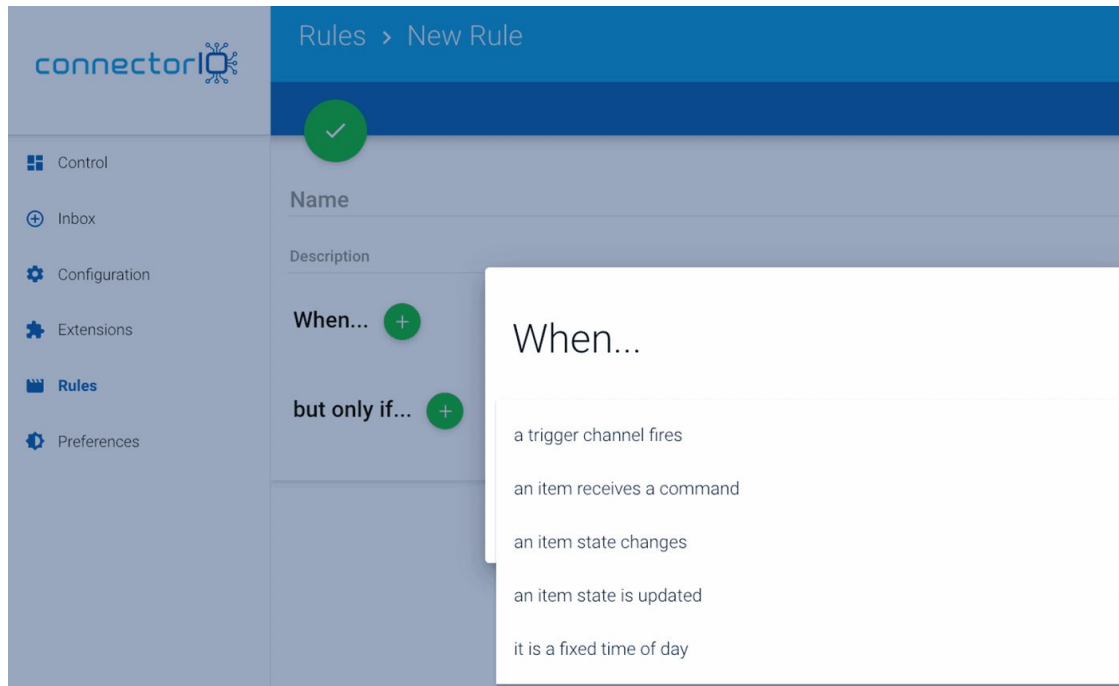 connectorIO
Rules > New Rule
Control
Inbox
Configuration
Extensions
Rules
Preferences
Name
Description
When...
but only if...
When...
a trigger channel fires
an item receives a command
an item state changes
an item state is updated
it is a fixed time of day